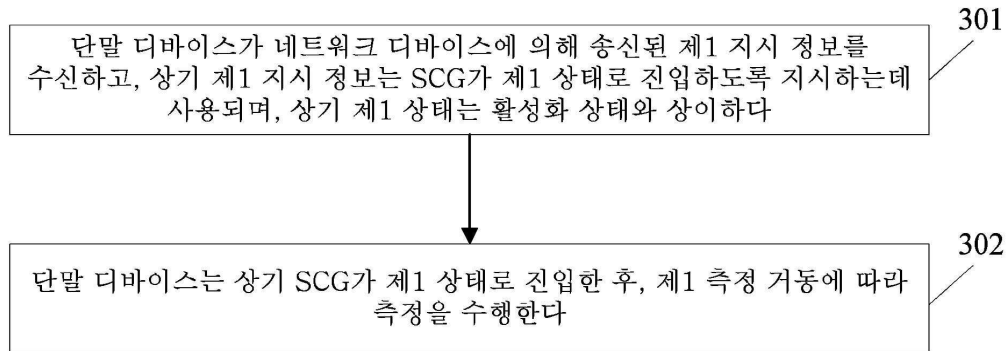 301
단말 디바이스가 네트워크 디바이스에 의해 송신된 제1 지시 정보를
수신하고, 상기 제1 지시 정보는 SCG가 제1 상태로 진입하도록 지시하는데
사용되며, 상기 제1 상태는 활성화 상태와 상이하다
302
단말 디바이스는 상기 SCG가 제1 상태로 진입한 후, 제1 측정 거동에 따라
측정을 수행한다